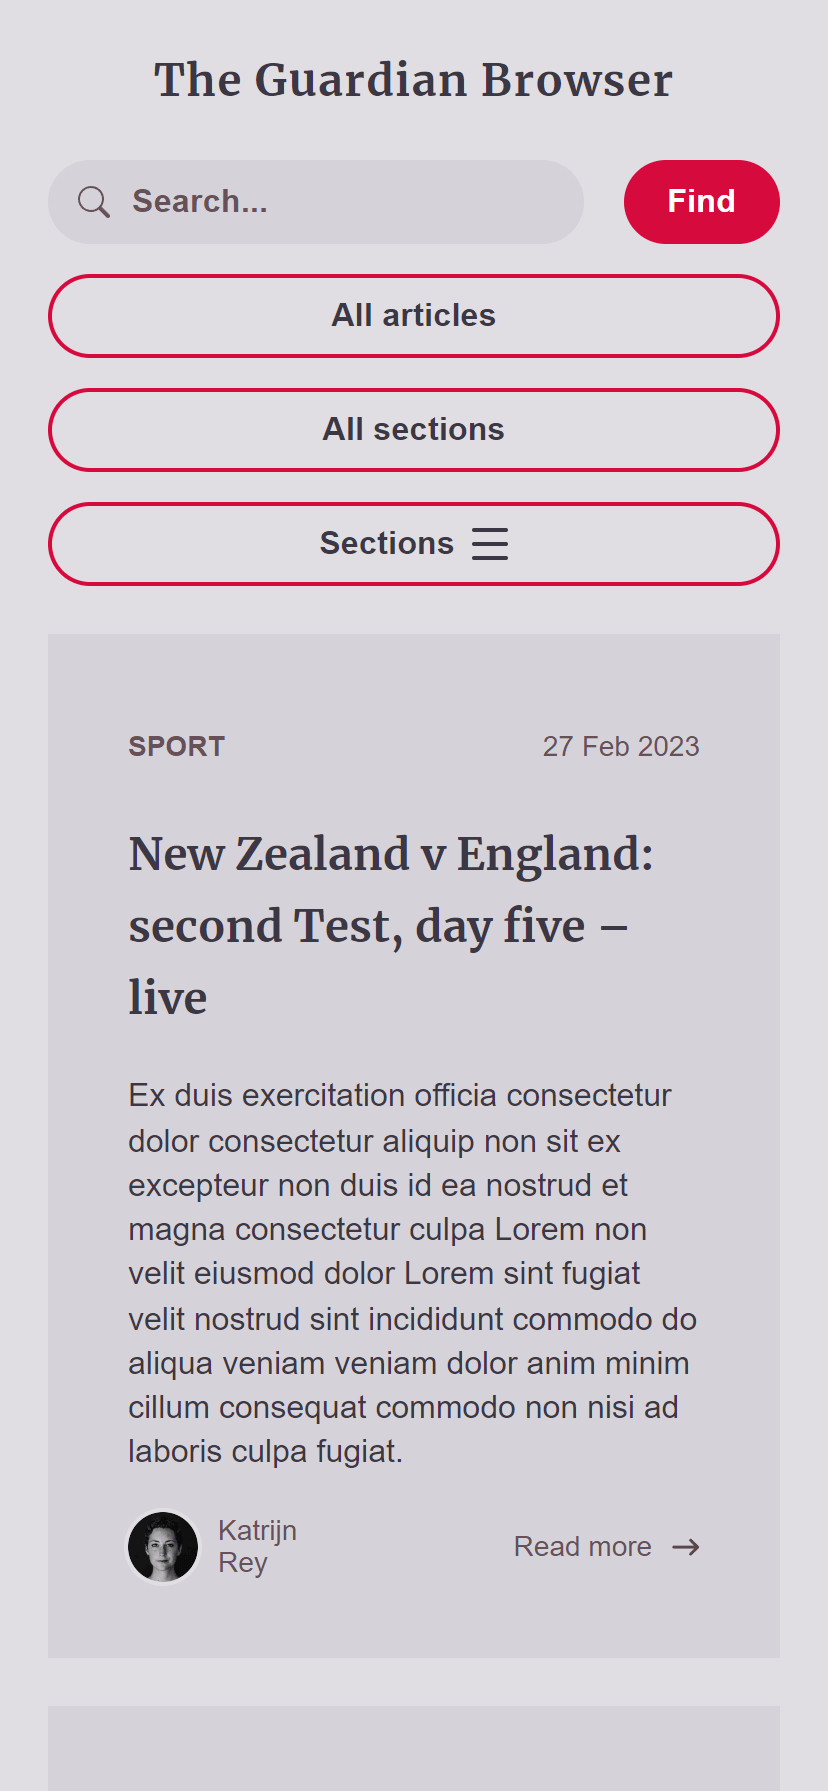 The Guardian Browser
Search...
Find
All articles
All sections
Sections
SPORT
27 Feb 2023
New Zealand v England:
second Test, day five –
live
Ex duis exercitation officia consectetur
dolor consectetur aliquip non sit ex
excepteur non duis id ea nostrud et
magna consectetur culpa Lorem non
velit eiusmod dolor Lorem sint fugiat
velit nostrud sint incididunt commodo do
aliqua veniam veniam dolor anim minim
cillum consequat commodo non nisi ad
laboris culpa fugiat.
Katrijn
Rey
Read more